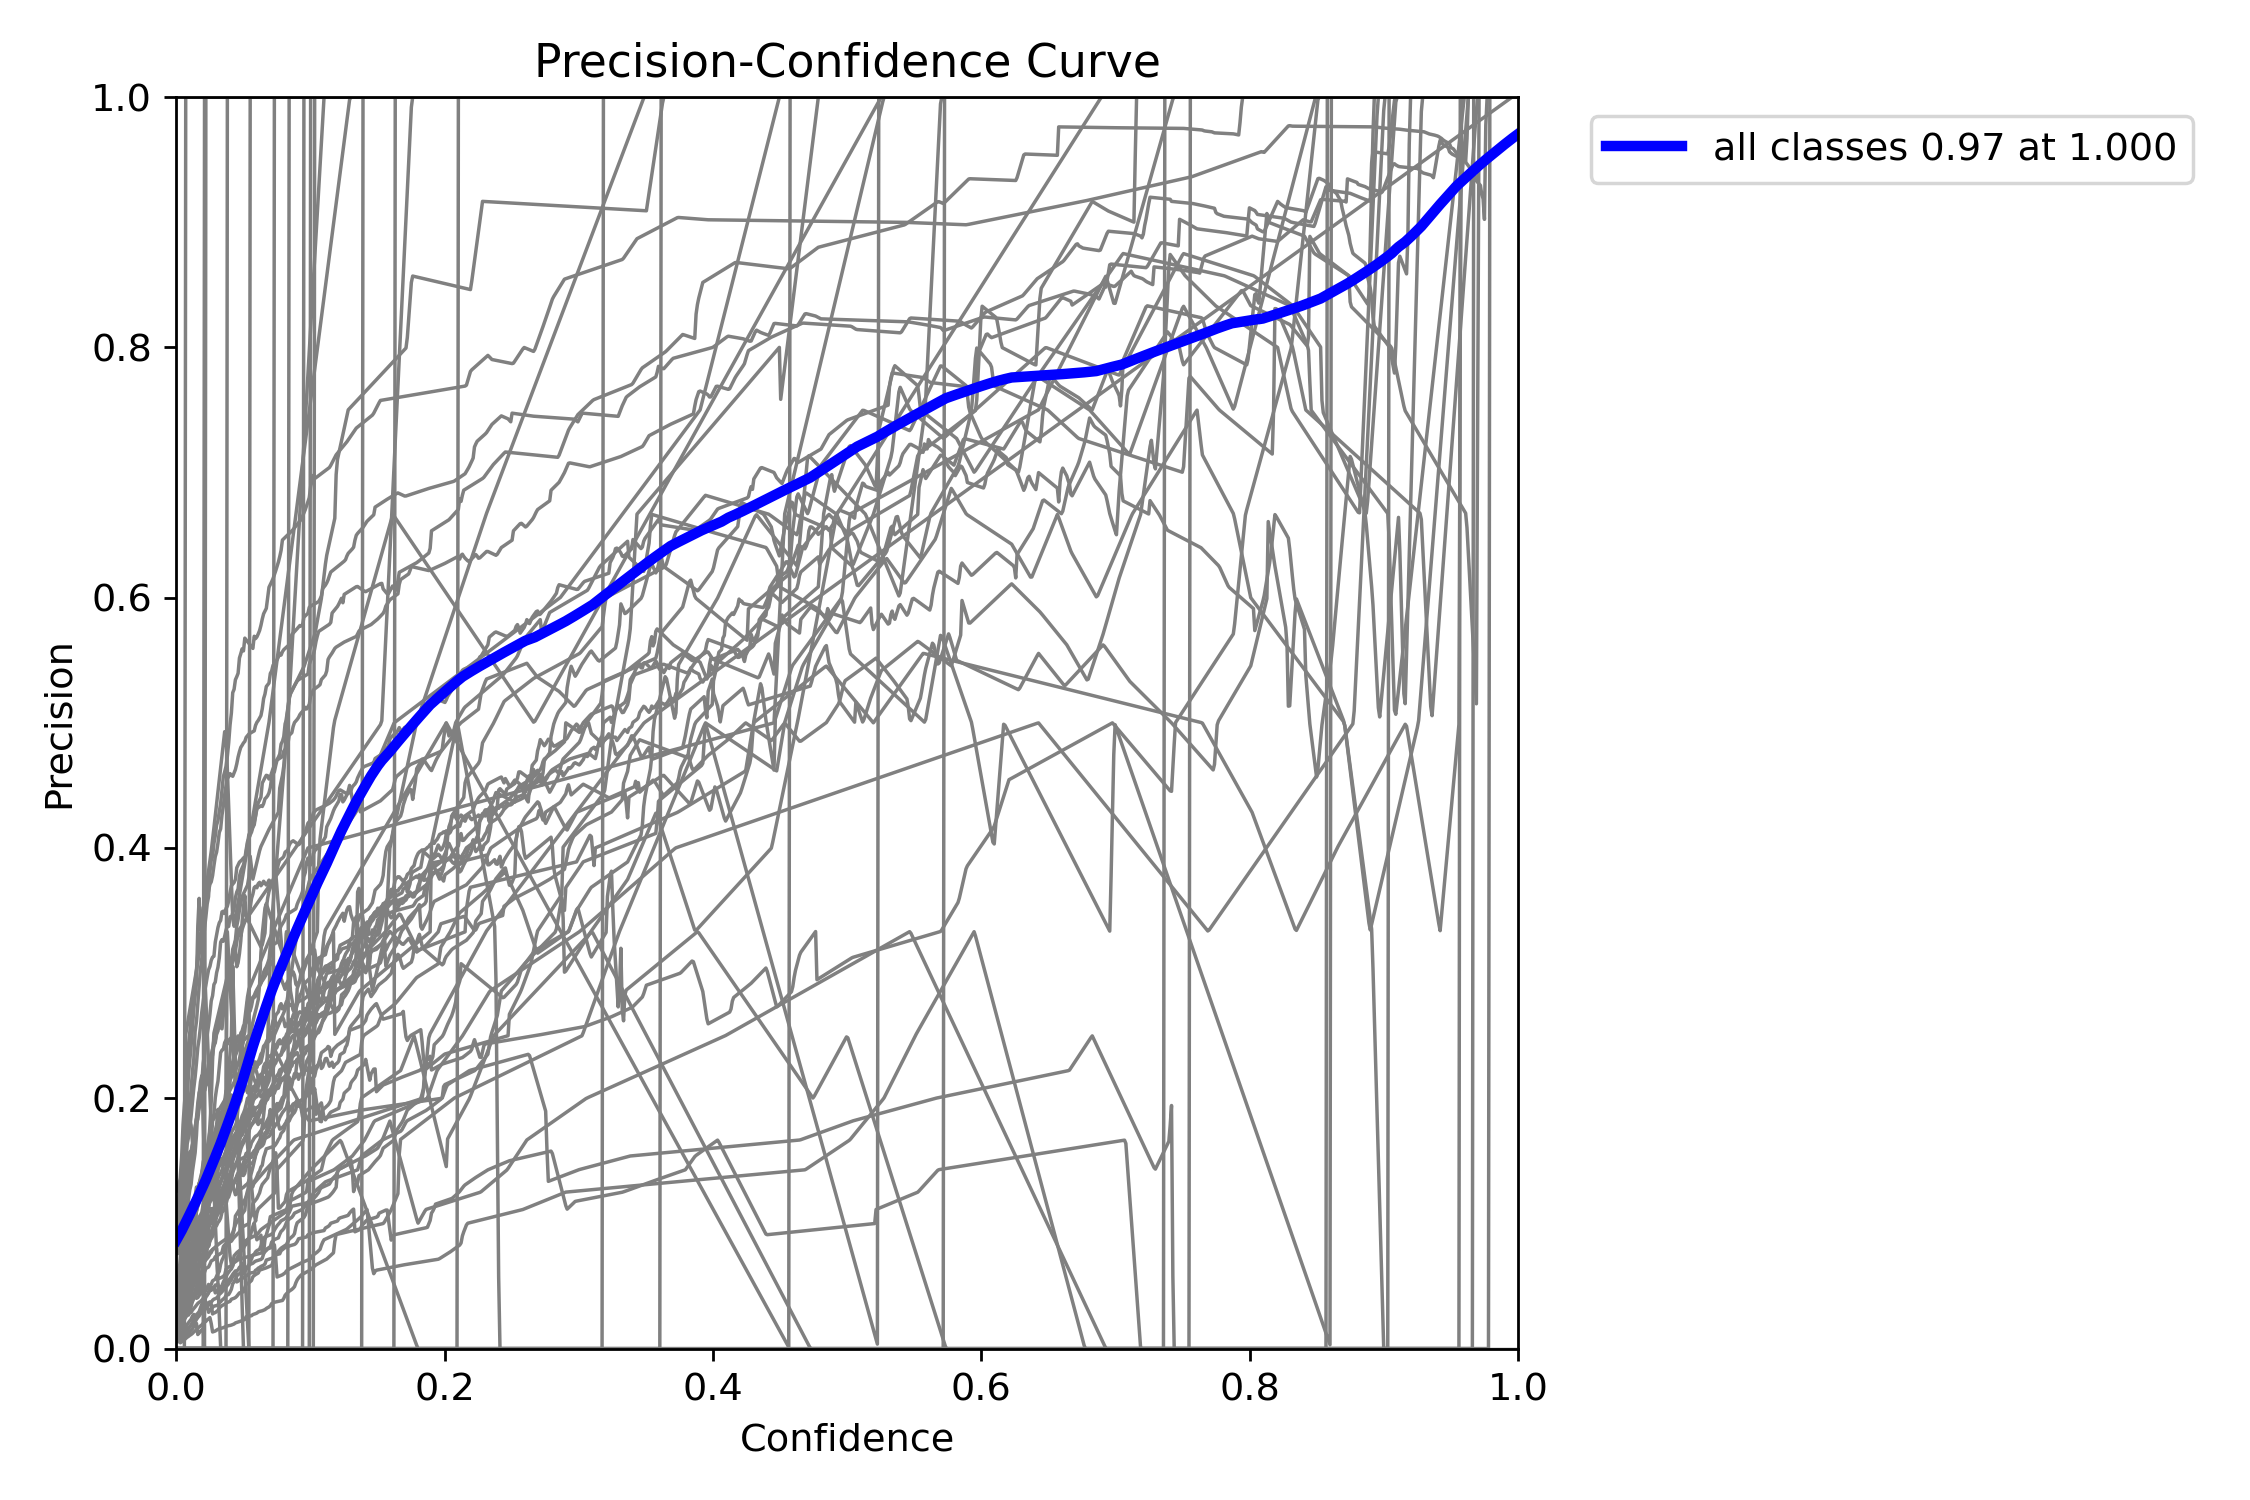 Precision-Confidence Curve
all classes 0.97 at 1.000
Precision
1.0
0.8
0.6
0.4
0.2
0.0
0.0 0.2 0.4 0.6 0.8 1.0
Confidence